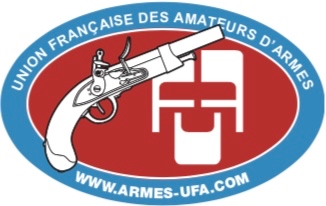 UNION FRANÇAISE DES AMATEURS D'ARMES
WWW.ARMES-UFA.COM